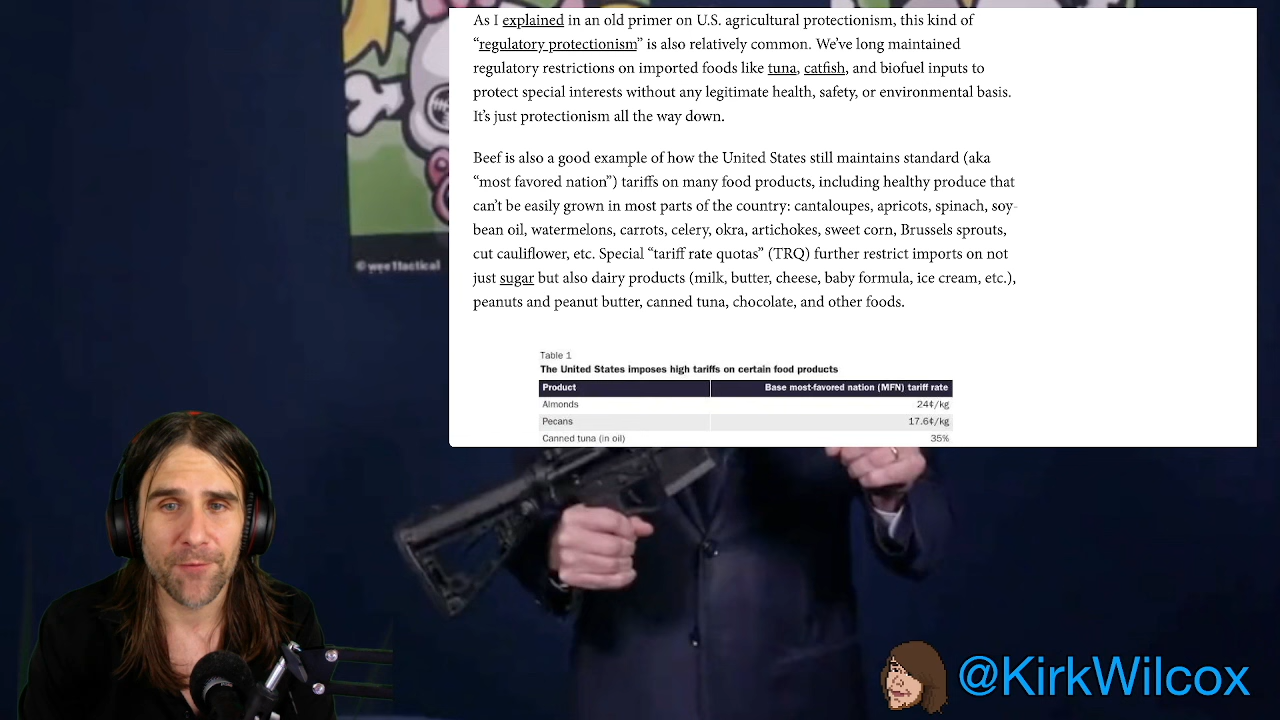 As I explained in an old primer on U.S. agricultural protectionism, this kind of
“regulatory protectionism” is also relatively common. We’ve long maintained
regulatory restrictions on imported foods like tuna, catfish, and biofuel inputs to
protect special interests without any legitimate health, safety, or environmental basis.
It’s just protectionism all the way down.
Beef is also a good example of how the United States still maintains standard (aka
“most favored nation”) tariffs on many food products, including healthy produce that
can’t be easily grown in most parts of the country: cantaloupes, apricots, spinach, soy-
bean oil, watermelons, carrots, celery, okra, artichokes, sweet corn, Brussels sprouts,
cut cauliflower, etc. Special “tariff rate quotas” (TRQ) further restrict imports on not
just sugar but also dairy products (milk, butter, cheese, baby formula, ice cream, etc.),
peanuts and peanut butter, canned tuna, chocolate, and other foods.
Table 1
The United States imposes high tariffs on certain food products
Product Base most-favored nation (MFN) tariff rate
Almonds 24¢/kg
Pecans 17.6¢/kg
Canned tuna (in oil) 35%
©wee1tactical
@KirkWilcox